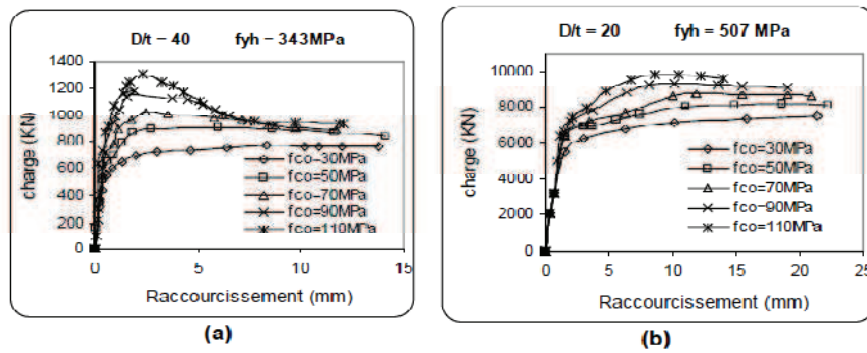 D/t – 40 fyh – 343MPa
charge (KN)
1400
1200
1000
800
600
400
200
0
fco–30MPa
fco=50MPa
fco=70MPa
fco=90MPa
fco=110MPa
0 5 10 15
Raccourcissement (mm)
(a)
D/t = 20 fyh = 507 MPa
charge (KN)
10000
8000
6000
4000
2000
0
fco=30MPa
fco=50MPa
fco=70MPa
fco–90MPa
fco=110MPa
0 5 10 15 20 25
Raccourcissement (mm)
(b)